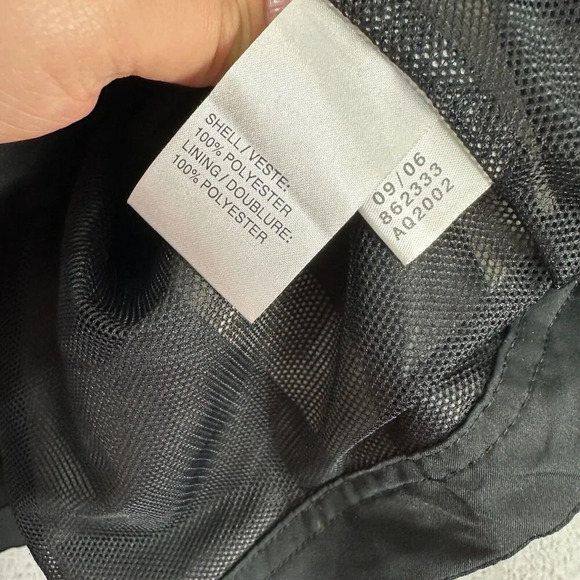 SHELL / VESTE:
100% POLYESTER
LINING / DOUBLURE:
100% POLYESTER
09 / 06
862333
AQ2002